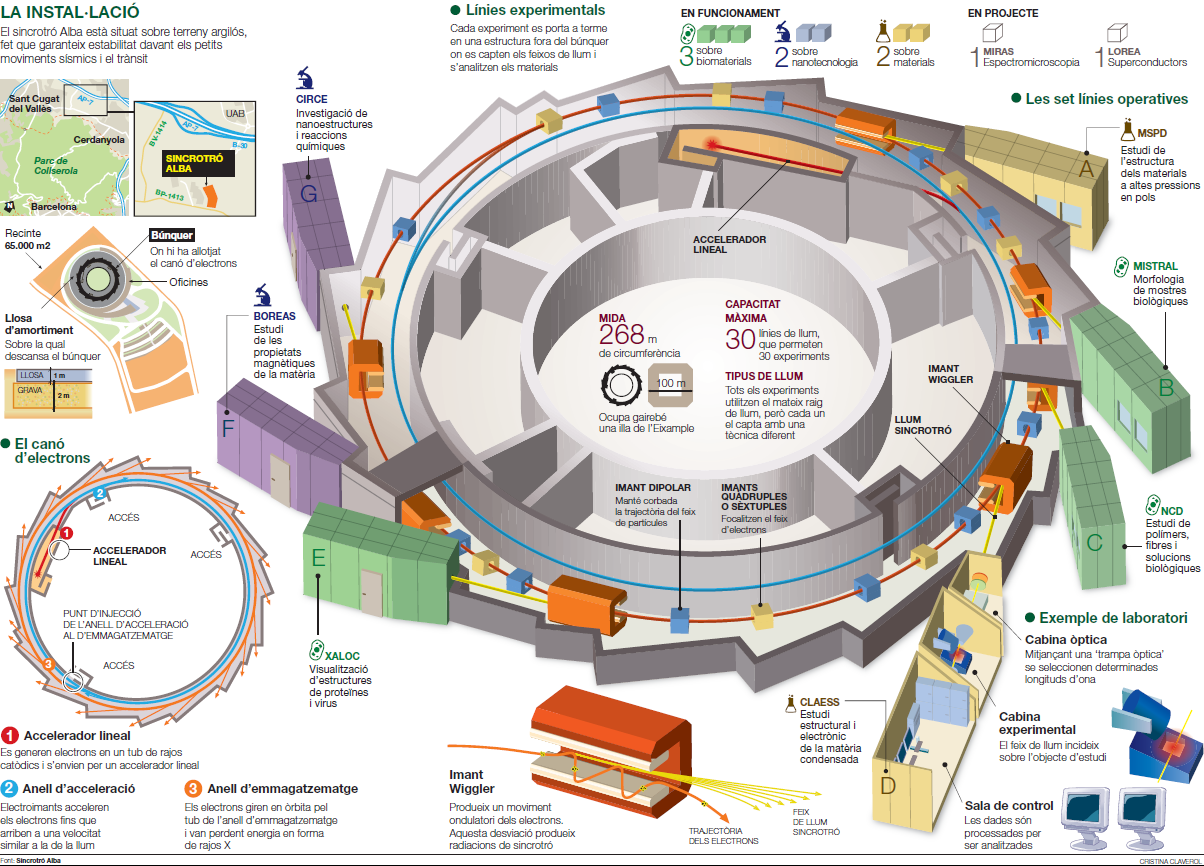 LA INSTAL·LACIÓ
El sincrotró Alba està situat sobre terreny argilós,
fet que garanteix estabilitat davant els petits
moviments sísmics i el trànsit
Sant Cugat
del Vallès
AP-7
Cerdanyola
Parc de
Collserola
N
Barcelona
UAB
BV-1414
AP-7
B-30
SINCROTRÓ
ALBA
BP-1413
Recinte
65.000 m2
Búnquer
On hi ha allotjat
el canó d'electrons
Oficines
Llosa
d'amortiment
Sobre la qual
descansa el búnquer
LLOSA
1 m
GRAVA
2 m
El canó
d'electrons
2
ACCÉS
1
ACCELERADOR
LINEAL
ACCÉS
PUNT D'INJECCIÓ
DE L'ANELL D'ACCELERACIÓ
AL D'EMMAGATZEMATGE
3
ACCÉS
1 Accelerador lineal
Es generen electrons en un tub de rajos
catòdics i s'envien per un accelerador lineal
2 Anell d'acceleració
Electroimants acceleren
els electrons fins que
arriben a una velocitat
similar a la de la llum
3 Anell d'emmagatzematge
Els electrons giren en òrbita pel
tub de l'anell d'emmagatzematge
i van perdent energia en forma
de rajos X
Línies experimentals
Cada experiment es porta a terme
en una estructura fora del búnquer
on es capten els feixos de llum i
s'analitzen els materials
EN FUNCIONAMENT
3 sobre
biomaterials
2 sobre
nanotecnologia
2 sobre
materials
EN PROJECTE
1 MIRAS
Espectromicroscopia
1 LOREA
Superconductors
Les set línies operatives
CIRCE
Investigació de
nanoestructures
i reaccions
químiques
G
BOREAS
Estudi
de les
propietats
magnètiques
de la matèria
F
E
XALOC
Visualització
d'estructures
de proteïnes
i virus
MSPD
Estudi de
l'estructura
dels materials
a altes pressions
en pols
A
MISTRAL
Morfologia
de mostres
biològiques
B
NCD
Estudi de
polímers,
fibres i
solucions
biològiques
C
ACCELERADOR
LINEAL
MIDA
268 m
de circumferència
100 m
Ocupa gairebé
una illa de l'Eixample
CAPACITAT
MÀXIMA
30 línies de llum,
que permeten
30 experiments
TIPUS DE LLUM
Tots els experiments
utilitzen el mateix raig
de llum, però cada un
el capta amb una
tècnica diferent
IMANT
WIGGLER
LLUM
SINCROTRÓ
IMANT DIPOLAR
Manté corbada
la trajectòria del feix
de partícules
IMANTS
QUÀDRUPLES
O SÈXTUPLES
Focalitzen el feix
d'electrons
Imant
Wiggler
Produeix un moviment
ondulatori dels electrons.
Aquesta desviació produeix
radiacions de sincrotró
TRAJECTÒRIA
DELS ELECTRONS
FEIX
DE LLUM
SINCROTRÓ
CLAESS
Estudi
estructural i
electrònic
de la matèria
condensada
D
Exemple de laboratori
Cabina òptica
Mitjançant una 'trampa òptica'
se seleccionen determinades
longituds d'ona
Cabina
experimental
El feix de llum incideix
sobre l'objecte d'estudi
Sala de control
Les dades són
processades per
ser analitzades
Font: Sincrotró Alba
CRISTINA CLAVEROL